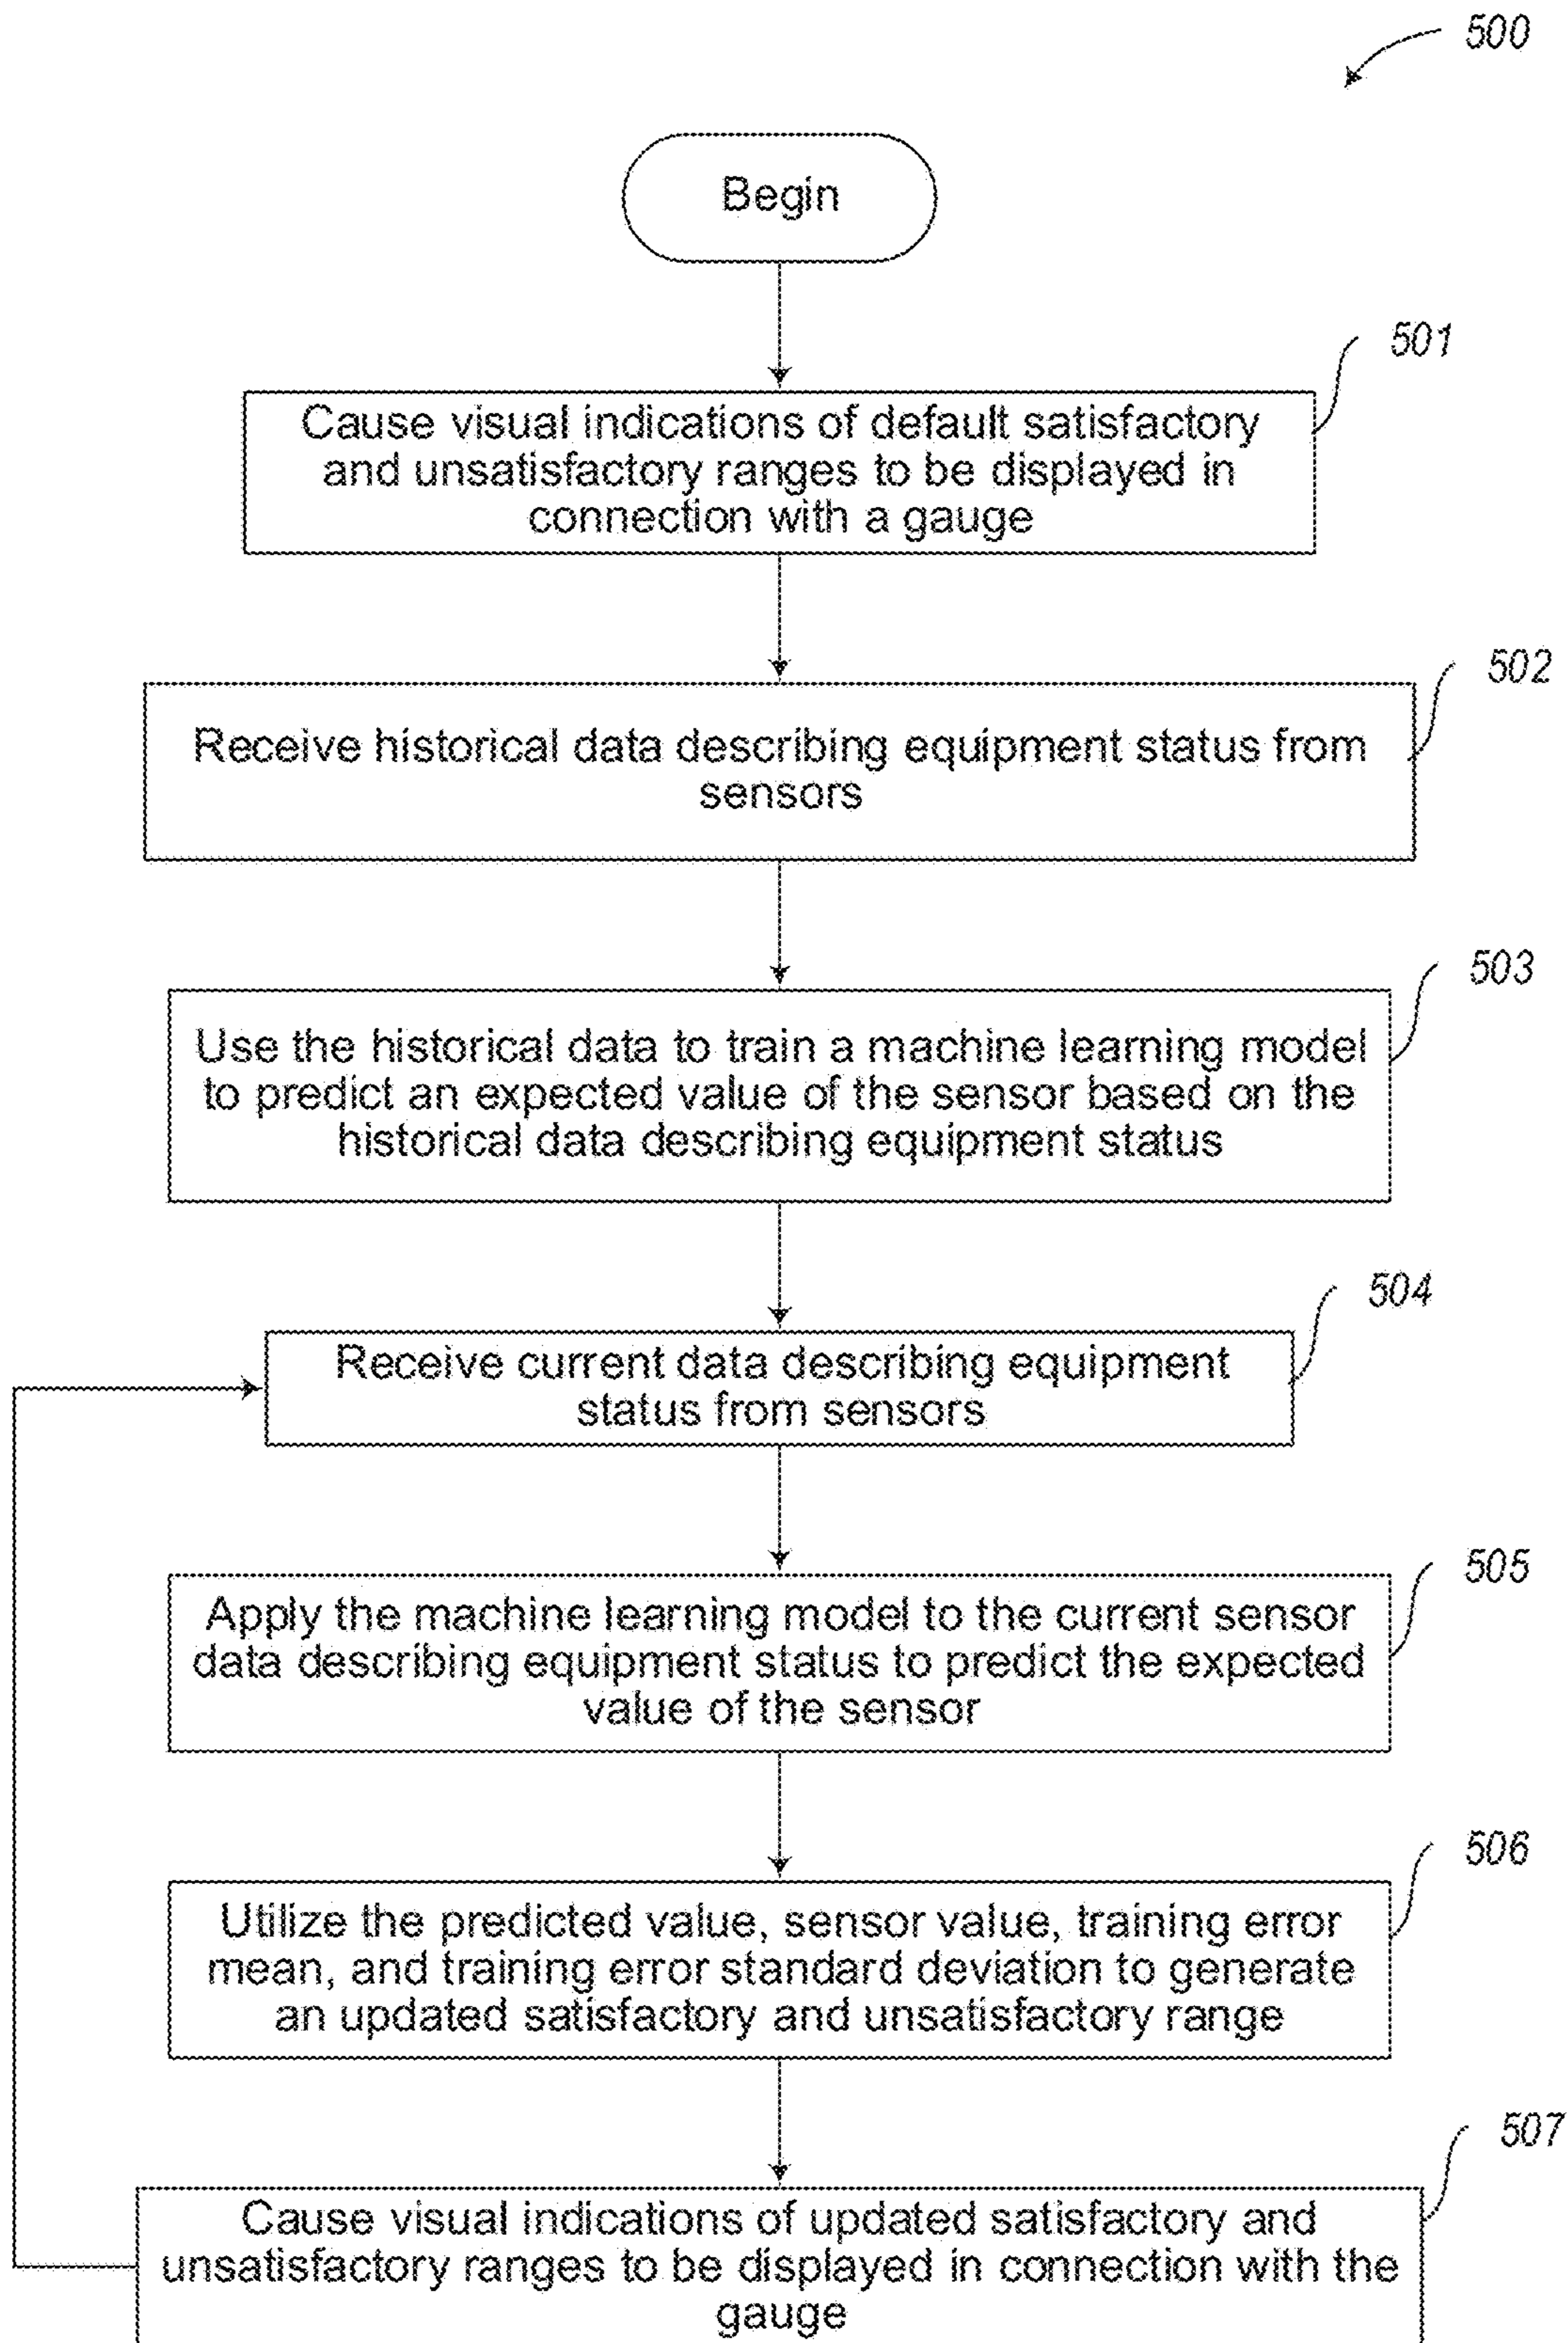 500
Begin
501
Cause visual indications of default satisfactory
and unsatisfactory ranges to be displayed in
connection with a gauge
502
Receive historical data describing equipment status from
sensors
503
Use the historical data to train a machine learning model
to predict an expected value of the sensor based on the
historical data describing equipment status
504
Receive current data describing equipment
status from sensors
505
Apply the machine learning model to the current sensor
data describing equipment status to predict the expected
value of the sensor
506
Utilize the predicted value, sensor value, training error
mean, and training error standard deviation to generate
an updated satisfactory and unsatisfactory range
507
Cause visual indications of updated satisfactory and
unsatisfactory ranges to be displayed in connection with the
gauge